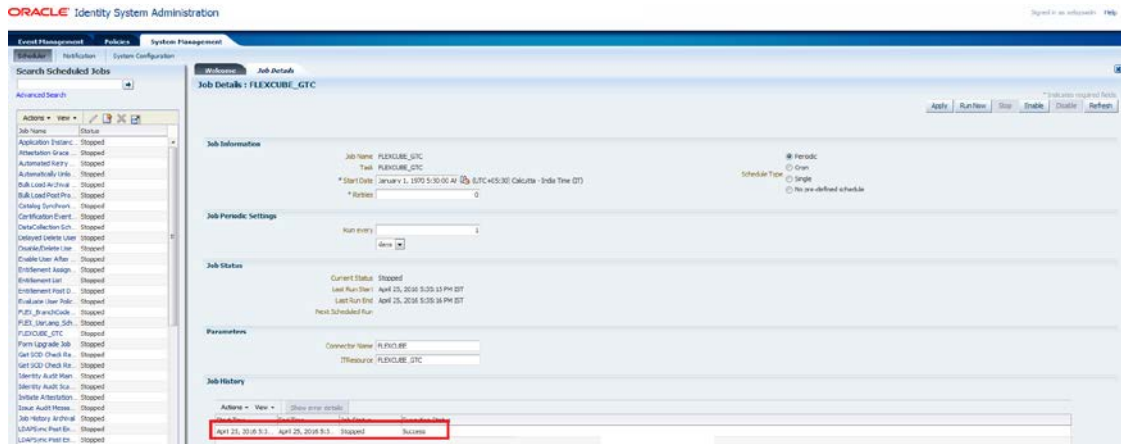 ORACLE Identity System Administration
Help
Event Management Policies System Management
Scheduler Notification System Configuration
Search Scheduled Jobs
Advanced Search
Actions View
Job Name Status
Application Instanc... Stopped
Attestation Grace ... Stopped
Automated Retry ... Stopped
Automatically Unlo... Stopped
Bulk Load Archival ... Stopped
Bulk Load Post Pro... Stopped
Catalog Synchroni... Stopped
Certification Event... Stopped
DataCollection Sch... Stopped
Delayed Delete User Stopped
Disable/Delete Use... Stopped
Enable User After ... Stopped
Entitlement Assign... Stopped
Entitlement List Stopped
Entitlement Post D... Stopped
Evaluate User Polic... Stopped
FLEX_BranchCode... Stopped
FLEX_UsrLang_Sch... Stopped
FLEXCUBE_GTC Stopped
Form Upgrade Job Stopped
Get SOD Check Re... Stopped
Get SOD Check Re... Stopped
Identity Audit Man... Stopped
Identity Audit Sca... Stopped
Initiate Attestation... Stopped
Issue Audit Messa... Stopped
Job History Archival Stopped
LDAPSync Post En... Stopped
LDAPSync Post En... Stopped
Welcome Job Details
Job Details : FLEXCUBE_GTC
* Indicates required fields
Apply Run Now Stop Enable Disable Refresh
Job Information
Job Name FLEXCUBE_GTC
Task FLEXCUBE_GTC
* Start Date January 1, 1970 5:30:00 AM (UTC+05:30) Calcutta - India Time (IT)
* Retries 0
Schedule Type Periodic
Cron
Single
No pre-defined schedule
Job Periodic Settings
Run every 1
days
Job Status
Current Status Stopped
Last Run Start April 25, 2016 5:35:15 PM IST
Last Run End April 25, 2016 5:35:16 PM IST
Next Scheduled Run
Parameters
Connector Name FLEXCUBE
ITResource FLEXCUBE_GTC
Job History
Actions View Show error details
Start Time End Time Job Status Execution Status
April 25, 2016 5:3... April 25, 2016 5:3... Stopped Success